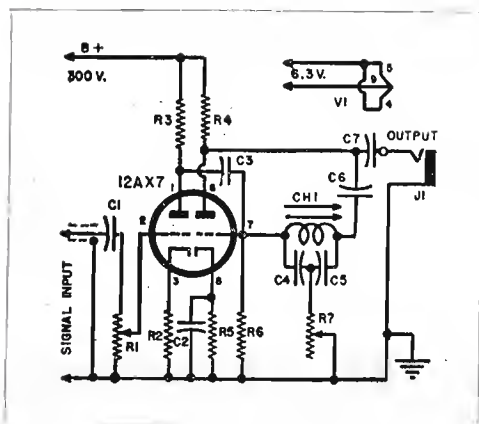 B+
300 V.
6.3V.
5
9
4
V1
R3
R4
C7
OUTPUT
C3
C6
J1
12AX7
1
6
CH1
C1
2
7
C4
C5
3
8
SIGNAL INPUT
R1
R2
C2
R5
R6
R7